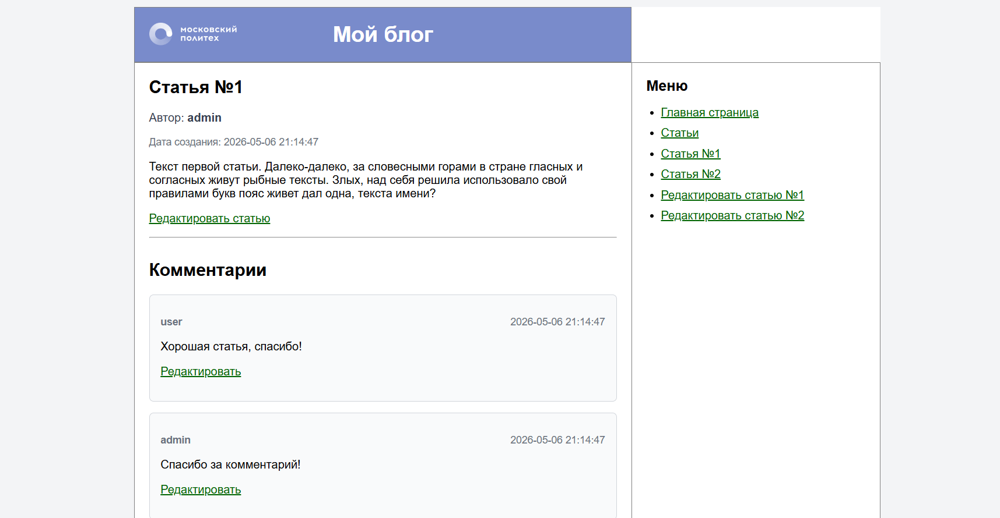 московский
политех
Мой блог
Статья №1
Автор: admin
Дата создания: 2026-05-06 21:14:47
Текст первой статьи. Далеко-далеко, за словесными горами в стране гласных и
согласных живут рыбные тексты. Злых, над себя решила использовало свой
правилами букв пояс живет дал одна, текста имени?
Редактировать статью
Комментарии
user 2026-05-06 21:14:47
Хорошая статья, спасибо!
Редактировать
admin 2026-05-06 21:14:47
Спасибо за комментарий!
Редактировать
Меню
Главная страница
Статьи
Статья №1
Статья №2
Редактировать статью №1
Редактировать статью №2